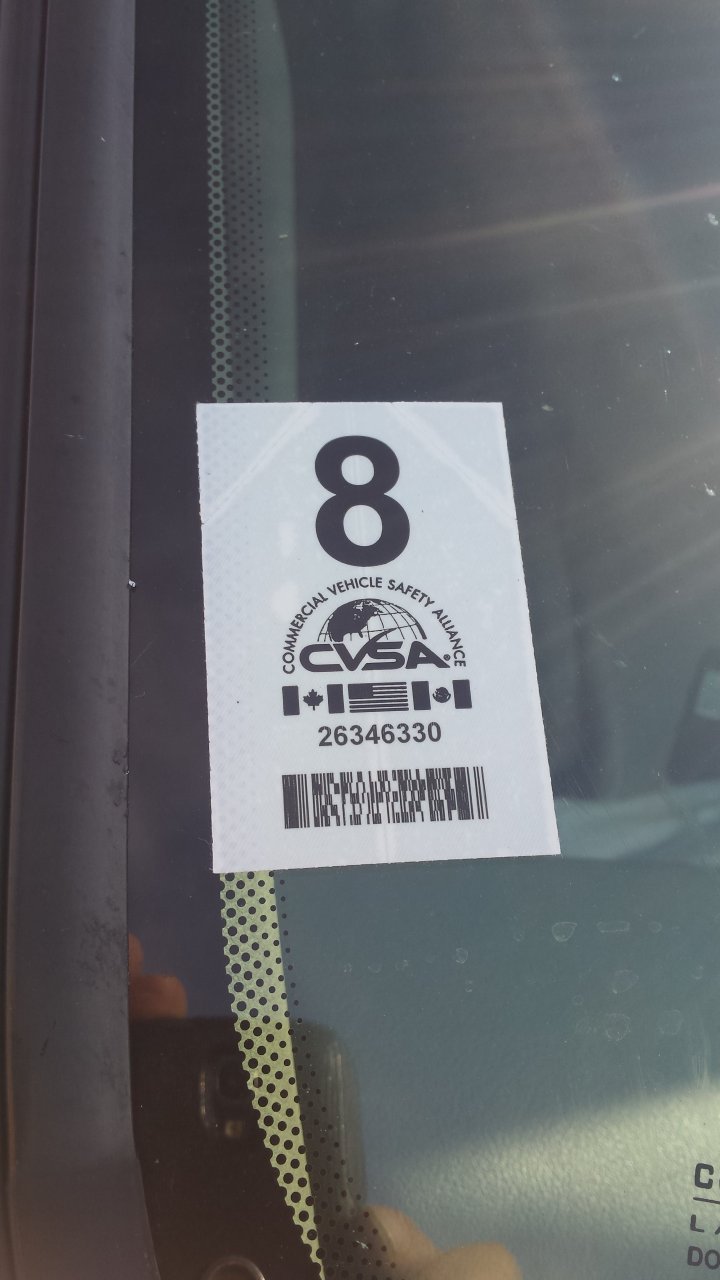 8
COMMERCIAL VEHICLE SAFETY ALLIANCE
CVSA®
26346330